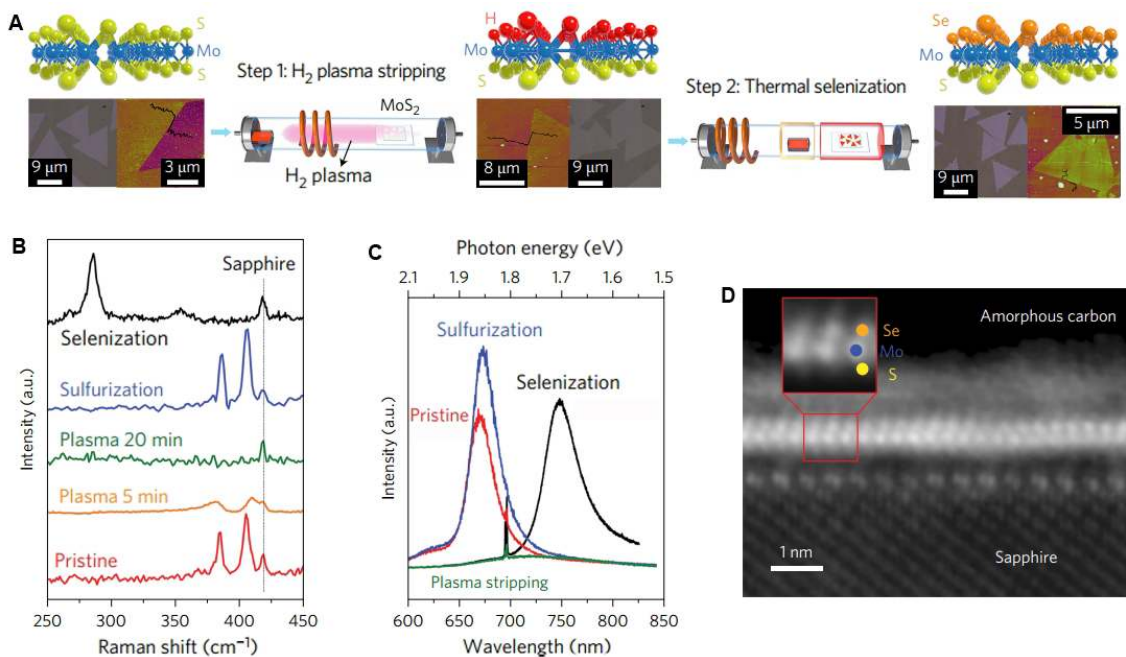 A
S
Mo
S
Step 1: H₂ plasma stripping
MoS₂
H₂ plasma
9 μm
3 μm
H
Mo
S
8 μm
9 μm
Step 2: Thermal selenization
Se
Mo
S
9 μm
5 μm
B
Sapphire
Selenization
Sulfurization
Plasma 20 min
Plasma 5 min
Pristine
Intensity (a.u.)
250 300 350 400 450
Raman shift (cm⁻¹)
C
Photon energy (eV)
2.1 1.9 1.8 1.7 1.6 1.5
Sulfurization
Selenization
Pristine
Plasma stripping
Intensity (a.u.)
600 650 700 750 800 850
Wavelength (nm)
D
Amorphous carbon
Se
Mo
S
1 nm
Sapphire